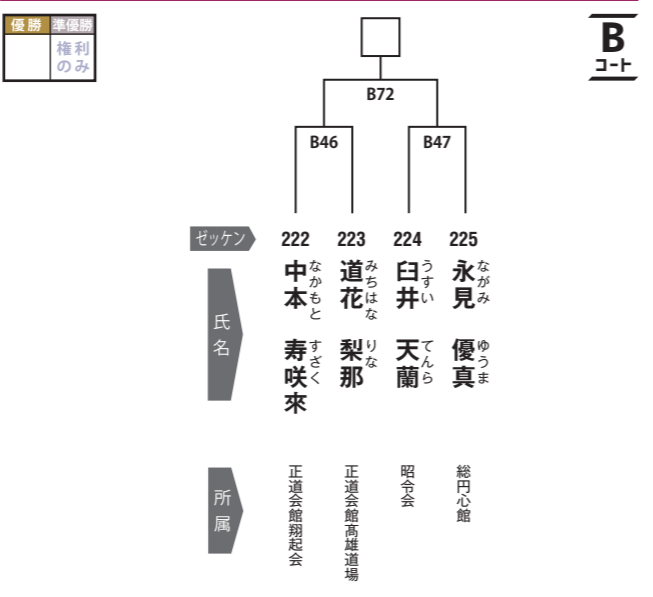 優勝 準優勝
権利
のみ
B
コート
B72
B46 B47
ゼッケン 222 223 224 225
氏名
中本 寿咲來
なかもと すざく
道花 梨那
みちはな りな
臼井 天蘭
うすい てんら
永見 優真
ながみ ゆうま
所属
正道会館翔起会
正道会館髙雄道場
昭令会
総円心館